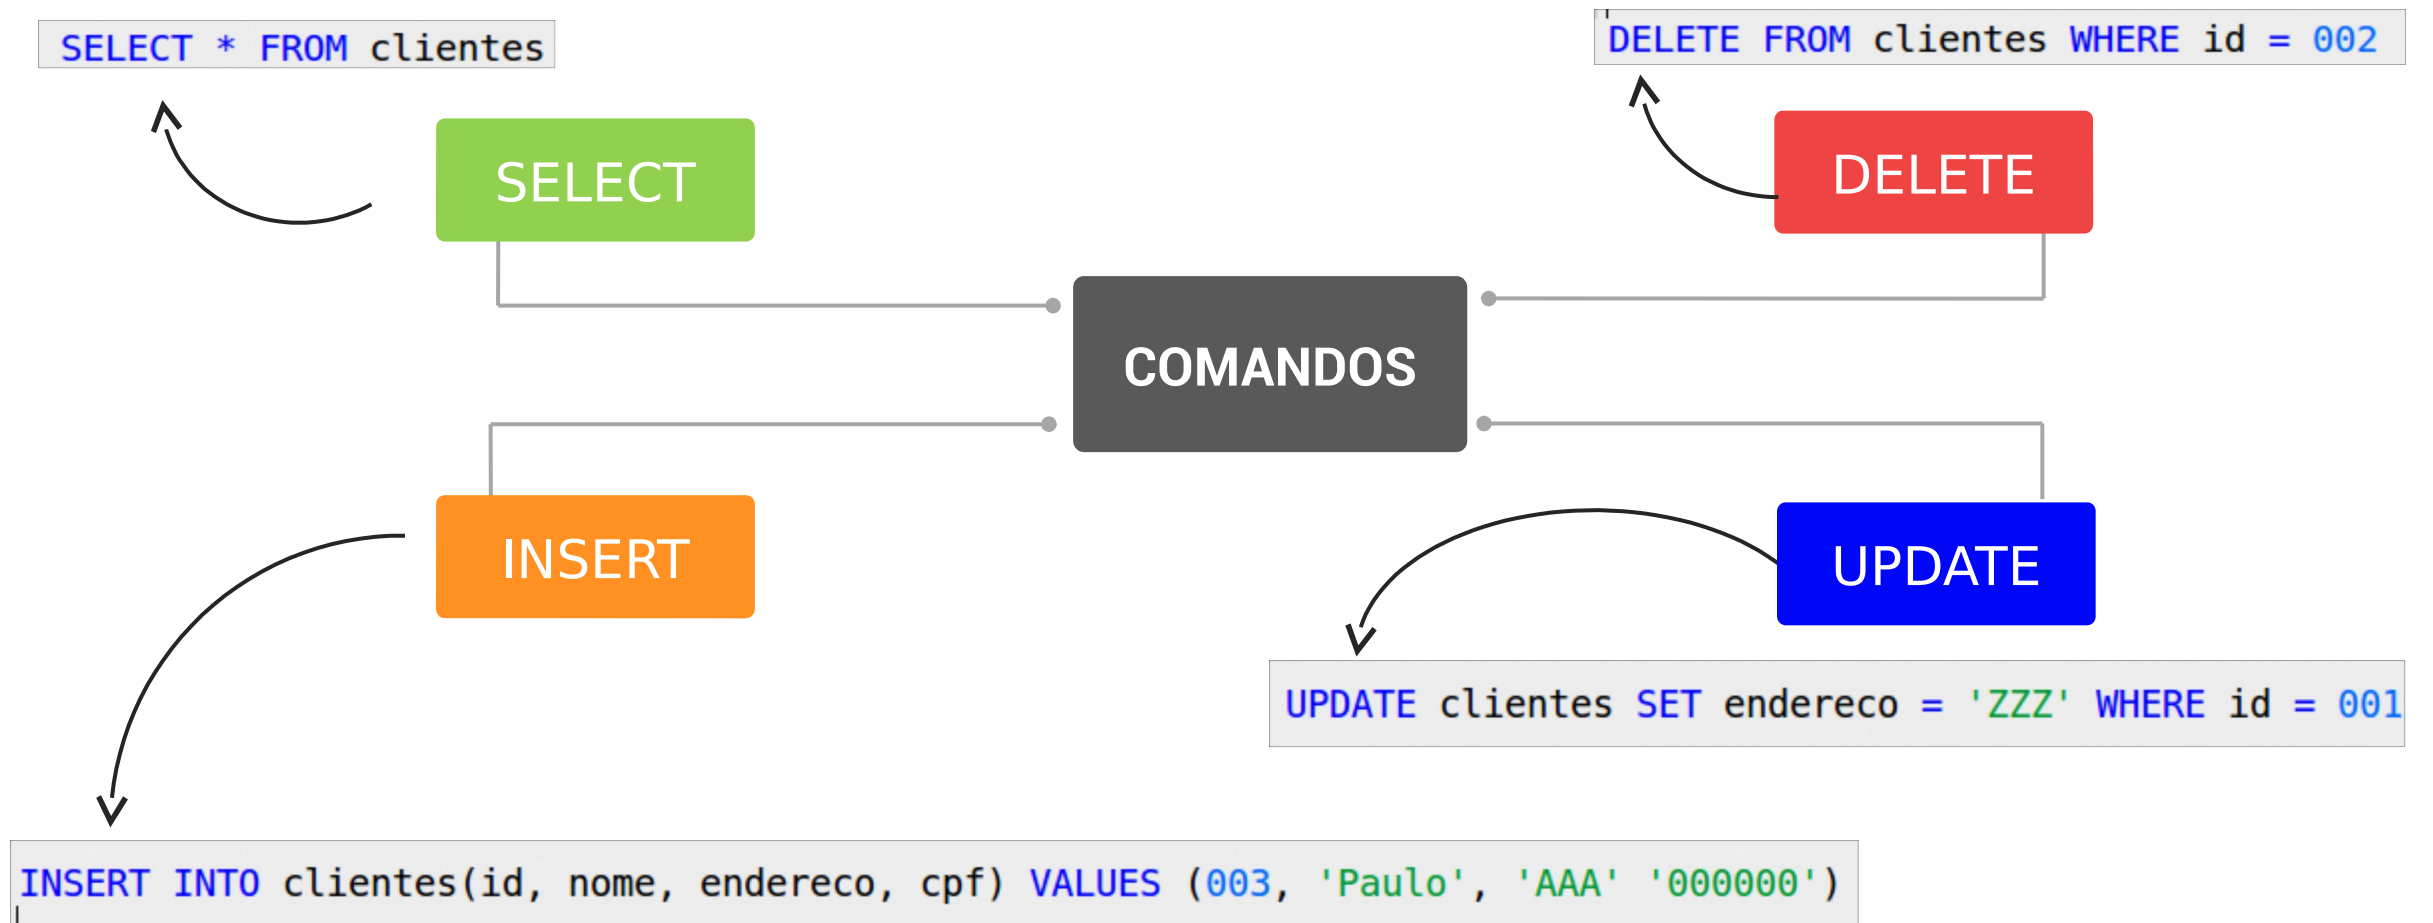 SELECT * FROM clientes
DELETE FROM clientes WHERE id = 002
SELECT
DELETE
COMANDOS
INSERT
UPDATE
UPDATE clientes SET endereco = 'ZZZ' WHERE id = 001
INSERT INTO clientes(id, nome, endereco, cpf) VALUES (003, 'Paulo', 'AAA' '000000')